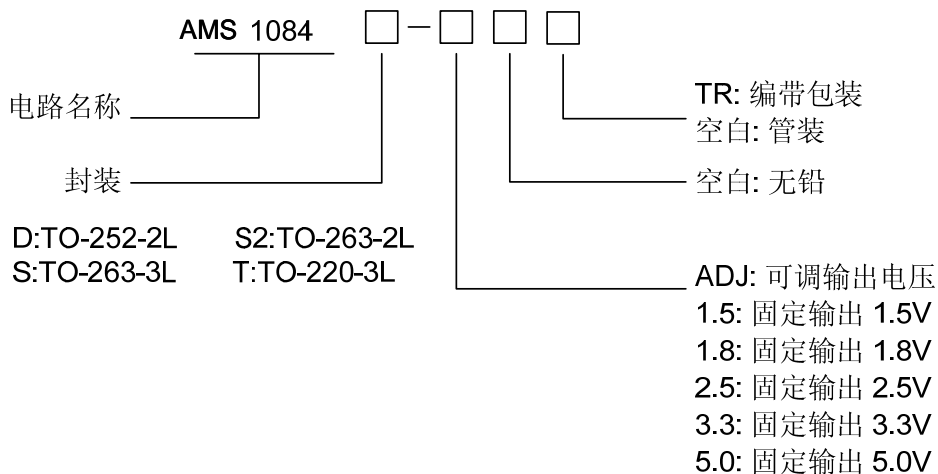 AMS 1084 □-□ □ □
电路名称
封装
D:TO-252-2L S2:TO-263-2L
S:TO-263-3L T:TO-220-3L
TR: 编带包装
空白: 管装
空白: 无铅
ADJ: 可调输出电压
1.5: 固定输出 1.5V
1.8: 固定输出 1.8V
2.5: 固定输出 2.5V
3.3: 固定输出 3.3V
5.0: 固定输出 5.0V